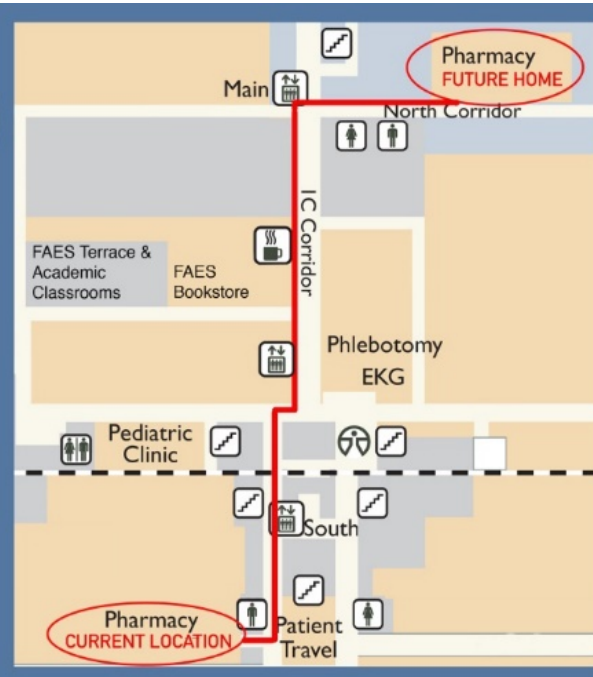 Pharmacy
FUTURE HOME
Main
North Corridor
IC Corridor
FAES Terrace &
Academic
Classrooms
FAES
Bookstore
Phlebotomy
EKG
Pediatric
Clinic
South
Pharmacy
CURRENT LOCATION
Patient
Travel